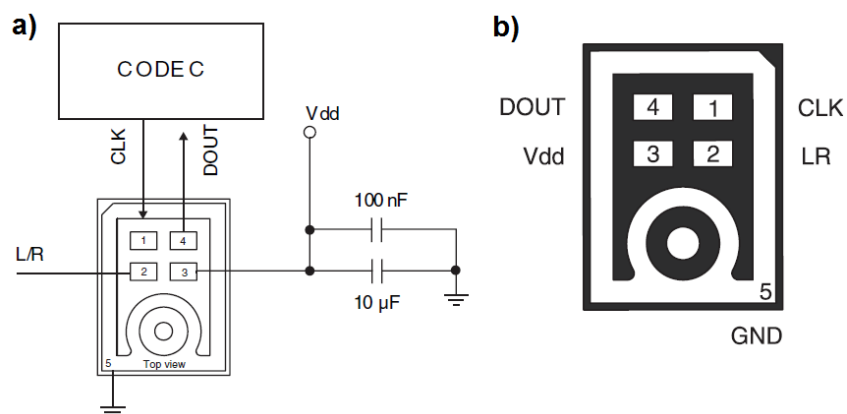 a)
CODEC
CLK
DOUT
Vdd
100 nF
L/R
1
4
2
3
10 µF
5
Top view
b)
DOUT
4
1
CLK
Vdd
3
2
LR
5
GND